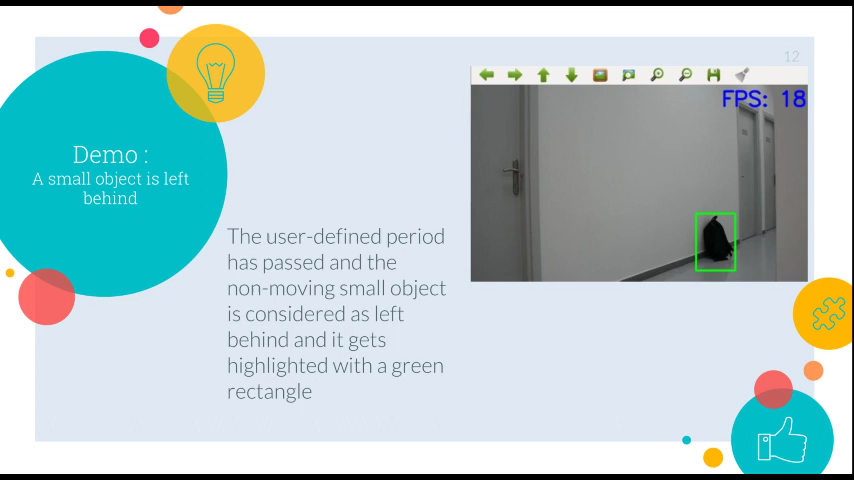 12
Demo :
A small object is left
behind
FPS: 18
The user-defined period
has passed and the
non-moving small object
is considered as left
behind and it gets
highlighted with a green
rectangle